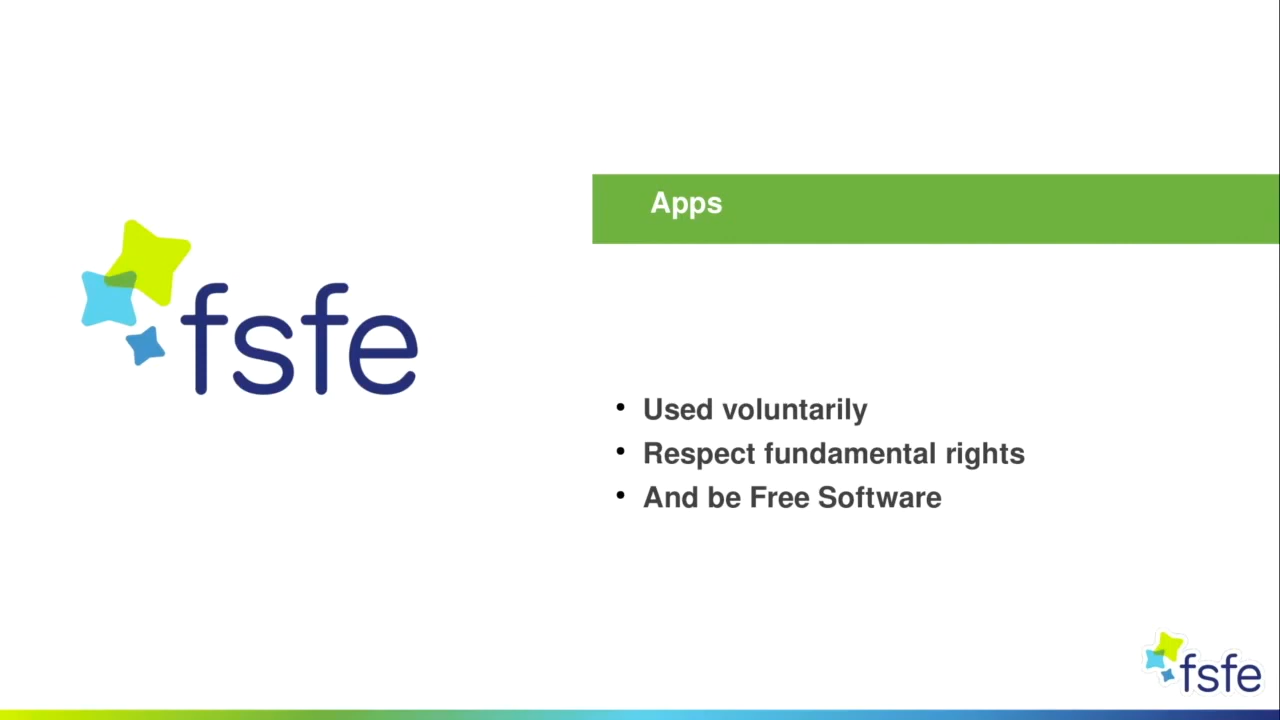 fsfe
Apps
• Used voluntarily
• Respect fundamental rights
• And be Free Software
fsfe